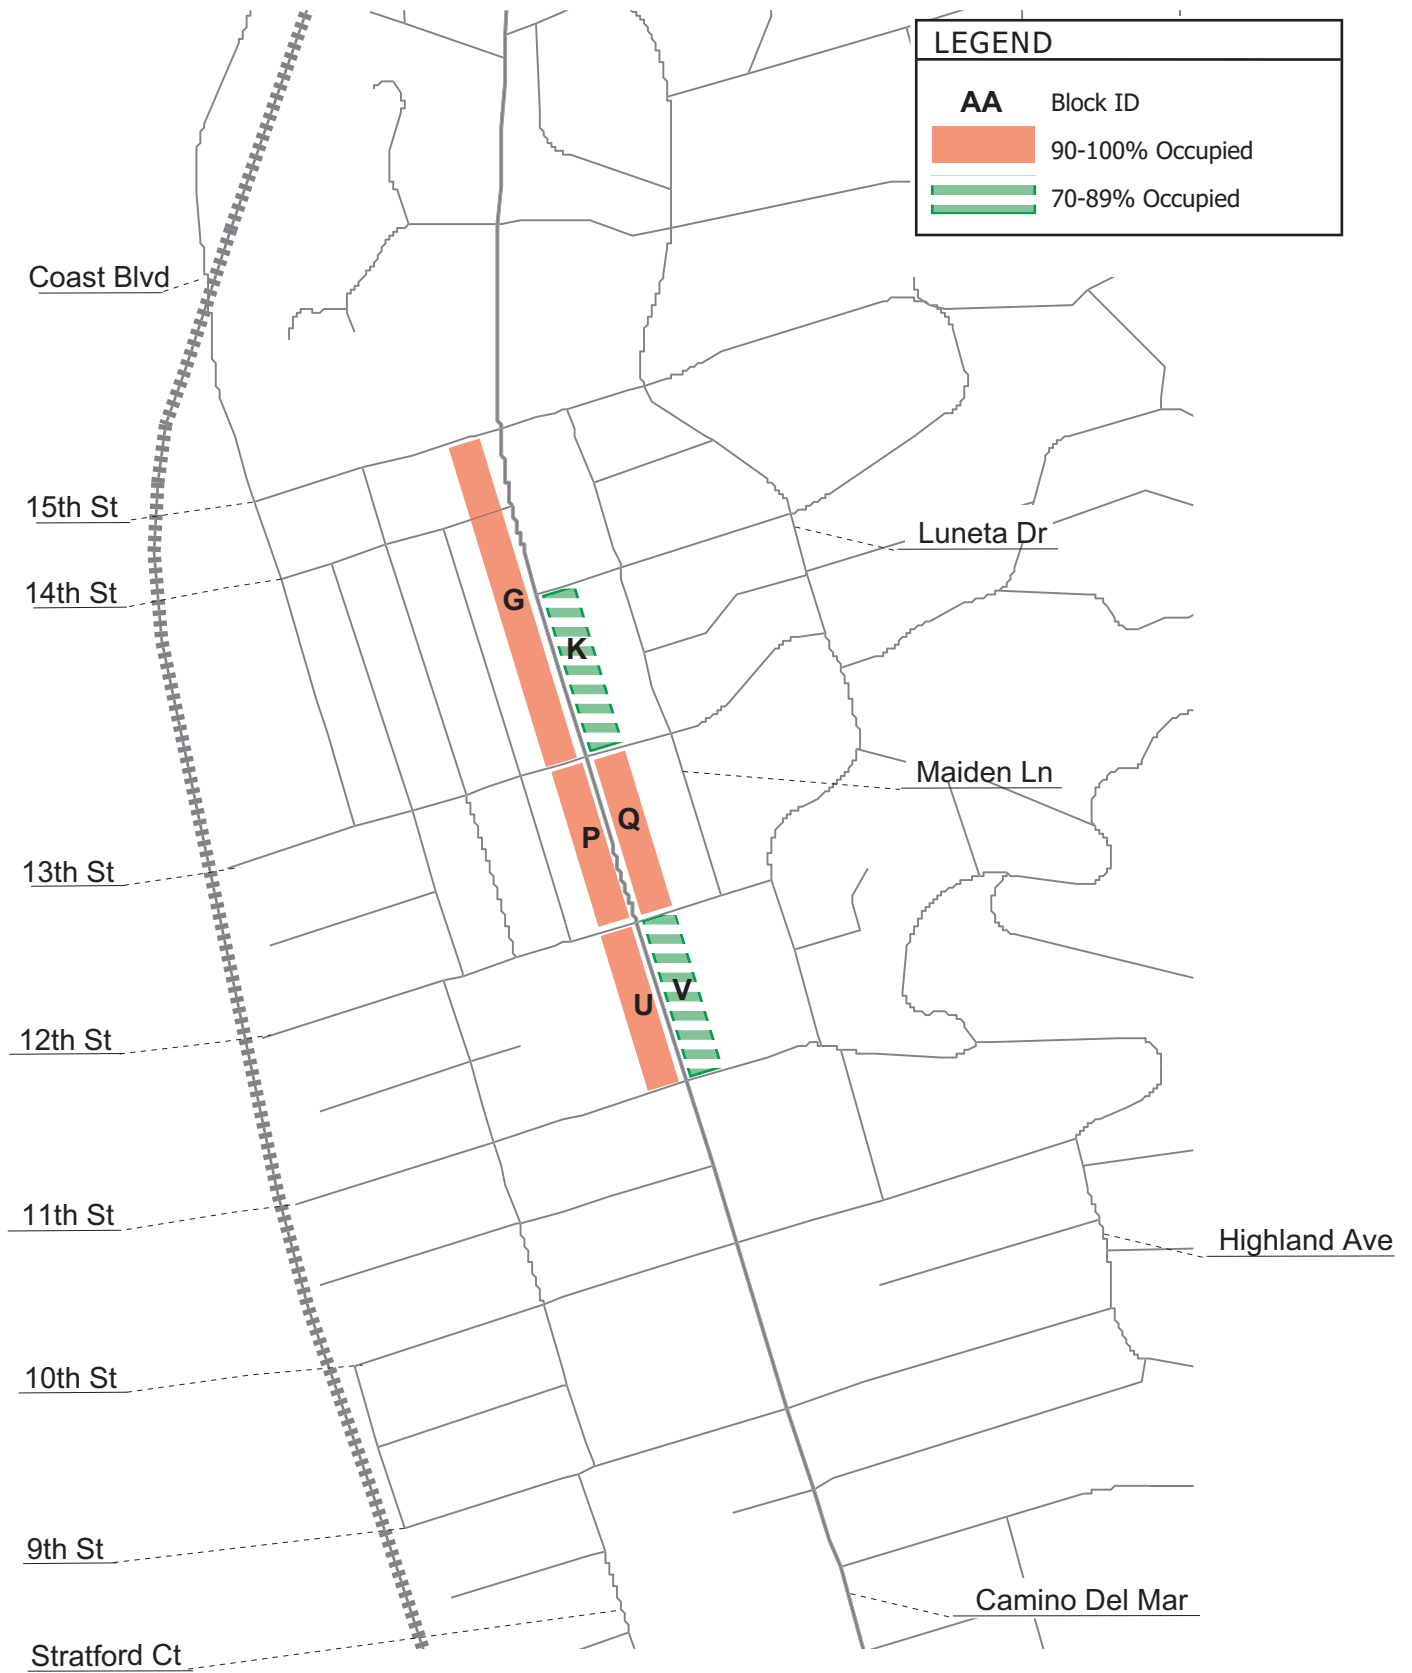 LEGEND
AA Block ID
90-100% Occupied
70-89% Occupied
Coast Blvd
15th St
Luneta Dr
14th St
G
K
Maiden Ln
Q
P
13th St
V
U
12th St
11th St
Highland Ave
10th St
9th St
Camino Del Mar
Stratford Ct